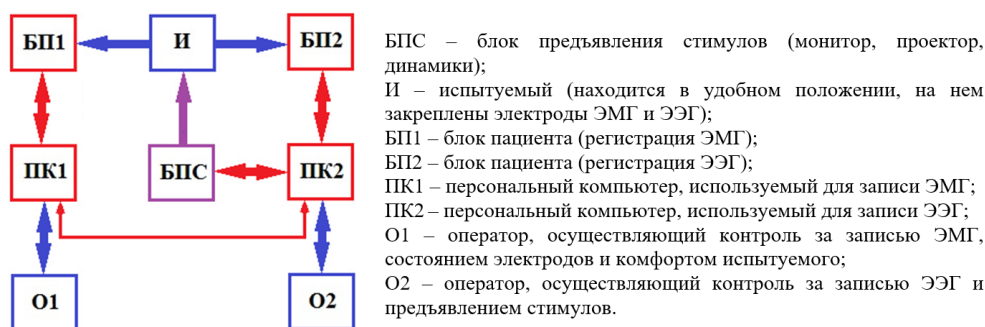 БП1
И
БП2
ПК1
БПС
ПК2
О1
О2
БПС – блок предъявления стимулов (монитор, проектор,
динамики);
И – испытуемый (находится в удобном положении, на нем
закреплены электроды ЭМГ и ЭЭГ);
БП1 – блок пациента (регистрация ЭМГ);
БП2 – блок пациента (регистрация ЭЭГ);
ПК1 – персональный компьютер, используемый для записи ЭМГ;
ПК2 – персональный компьютер, используемый для записи ЭЭГ;
О1 – оператор, осуществляющий контроль за записью ЭМГ,
состоянием электродов и комфортом испытуемого;
О2 – оператор, осуществляющий контроль за записью ЭЭГ и
предъявлением стимулов.